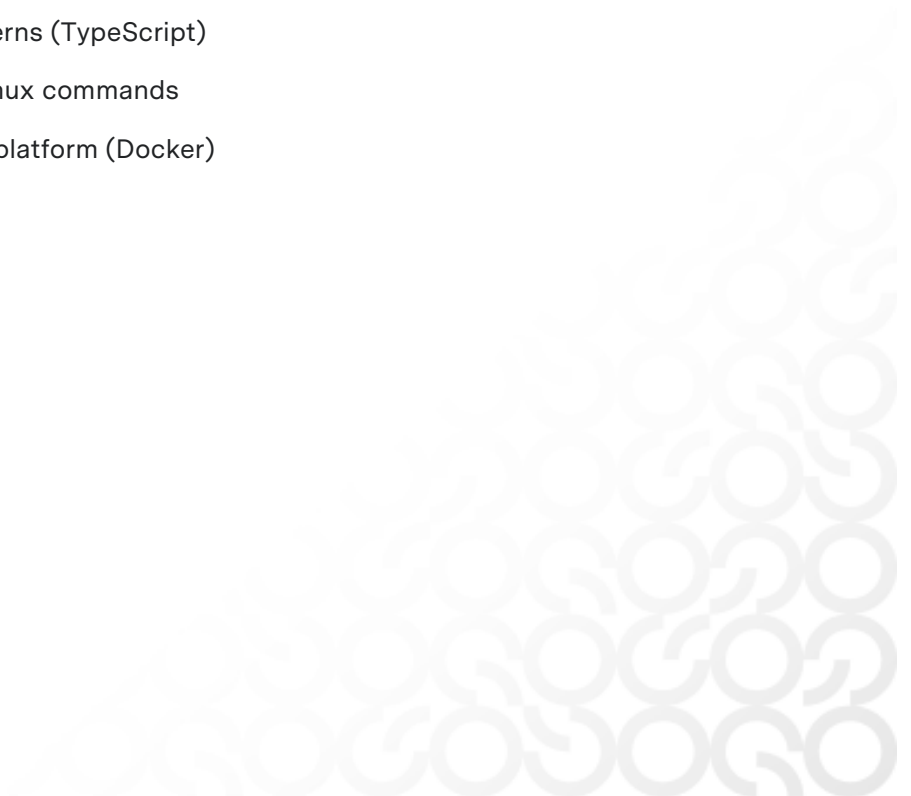 erns (TypeScript)
nux commands
platform (Docker)